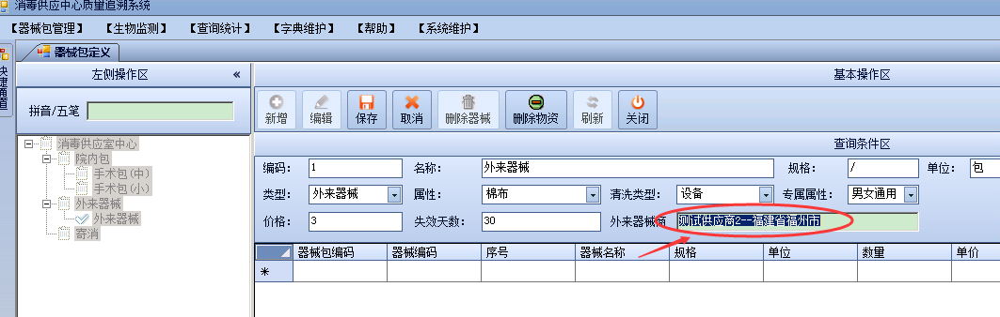 消毒供应中心质量追溯系统
【器械包管理】 【生物监测】 【查询统计】 【字典维护】 【帮助】 【系统维护】
快捷通道
器械包定义
左侧操作区 «
拼音/五笔
消毒供应室中心
院内包
手术包(中)
手术包(小)
外来器械
外来器械
寄消
基本操作区
新增 编辑 保存 取消 删除器械 删除物资 刷新 关闭
查询条件区
编码: 1 名称: 外来器械 规格: / 单位: 包
类型: 外来器械 属性: 棉布 清洗类型: 设备 专属属性: 男女通用
价格: 3 失效天数: 30 外来器械商 测试供应商2--福建省福州市
器械包编码 器械编码 序号 器械名称 规格 单位 数量 单价
*